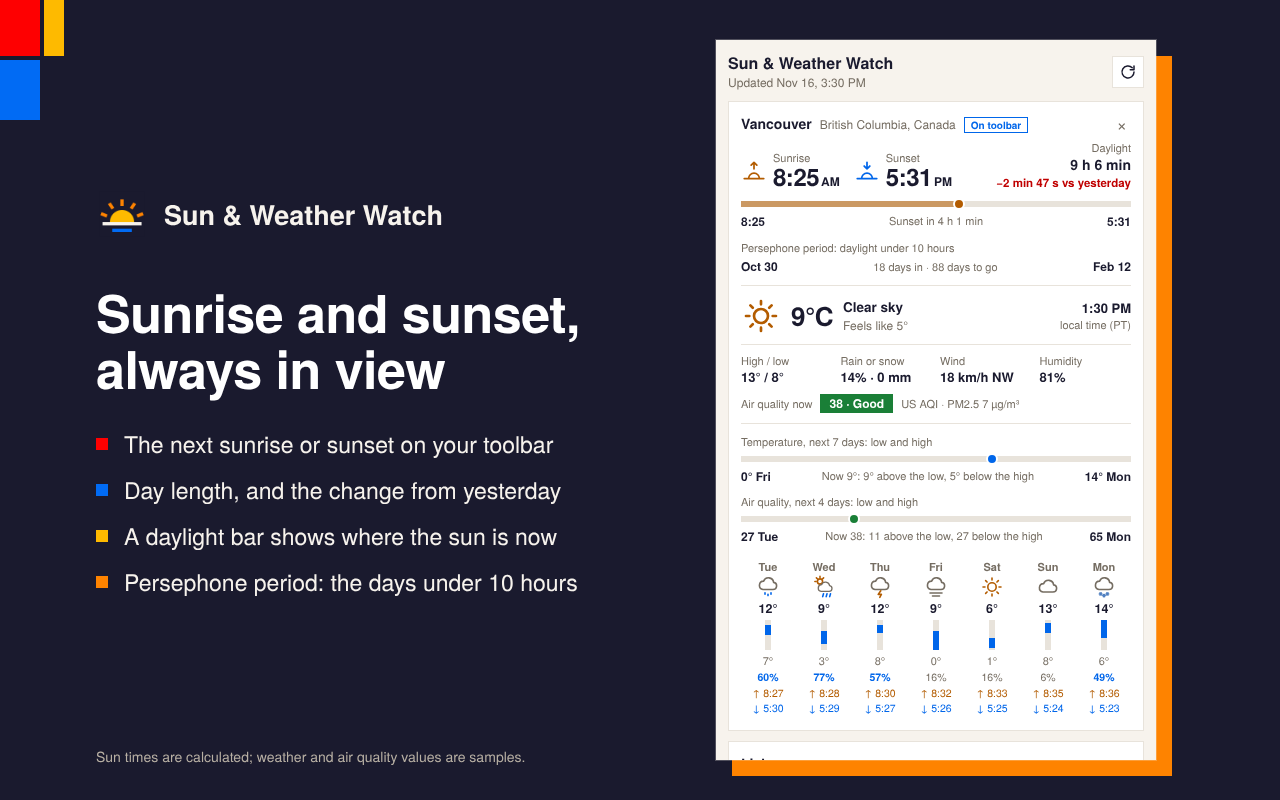 Sun & Weather Watch
Sunrise and sunset,
always in view
The next sunrise or sunset on your toolbar
Day length, and the change from yesterday
A daylight bar shows where the sun is now
Persephone period: the days under 10 hours
Sun times are calculated; weather and air quality values are samples.
Sun & Weather Watch
Updated Nov 16, 3:30 PM
Vancouver British Columbia, Canada On toolbar ×
Sunrise Sunset Daylight
8:25 AM 5:31 PM 9 h 6 min
−2 min 47 s vs yesterday
8:25 Sunset in 4 h 1 min 5:31
Persephone period: daylight under 10 hours
Oct 30 18 days in · 88 days to go Feb 12
9°C Clear sky 1:30 PM
Feels like 5° local time (PT)
High / low Rain or snow Wind Humidity
13° / 8° 14% · 0 mm 18 km/h NW 81%
Air quality now 38 · Good US AQI · PM2.5 7 µg/m³
Temperature, next 7 days: low and high
0° Fri Now 9°: 9° above the low, 5° below the high 14° Mon
Air quality, next 4 days: low and high
27 Tue Now 38: 11 above the low, 27 below the high 65 Mon
Tue Wed Thu Fri Sat Sun Mon
12° 9° 12° 9° 6° 13° 14°
7° 3° 8° 0° 1° 8° 6°
60% 77% 57% 16% 16% 6% 49%
↑ 8:27 ↑ 8:28 ↑ 8:30 ↑ 8:32 ↑ 8:33 ↑ 8:35 ↑ 8:36
↓ 5:30 ↓ 5:29 ↓ 5:27 ↓ 5:26 ↓ 5:25 ↓ 5:24 ↓ 5:23